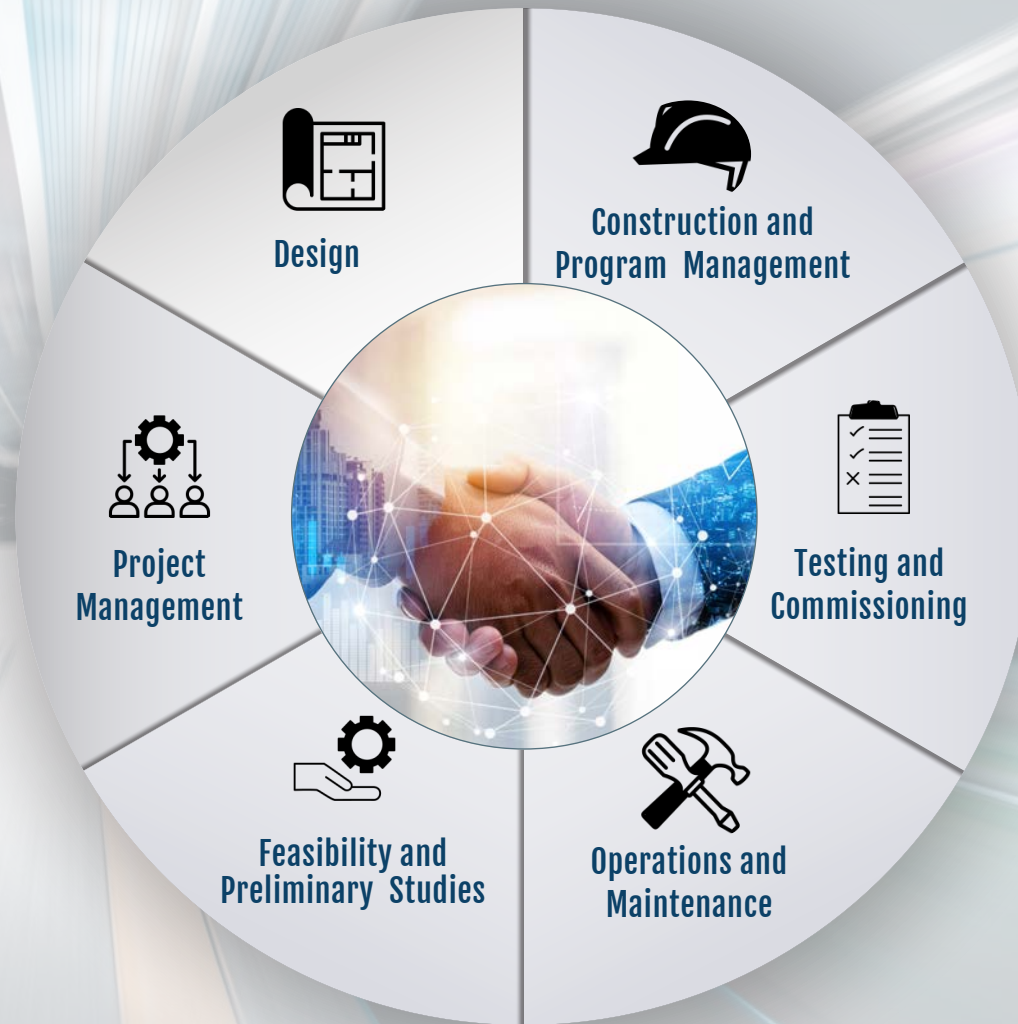 Design
Construction and
Program Management
Project
Management
Testing and
Commissioning
Feasibility and
Preliminary Studies
Operations and
Maintenance